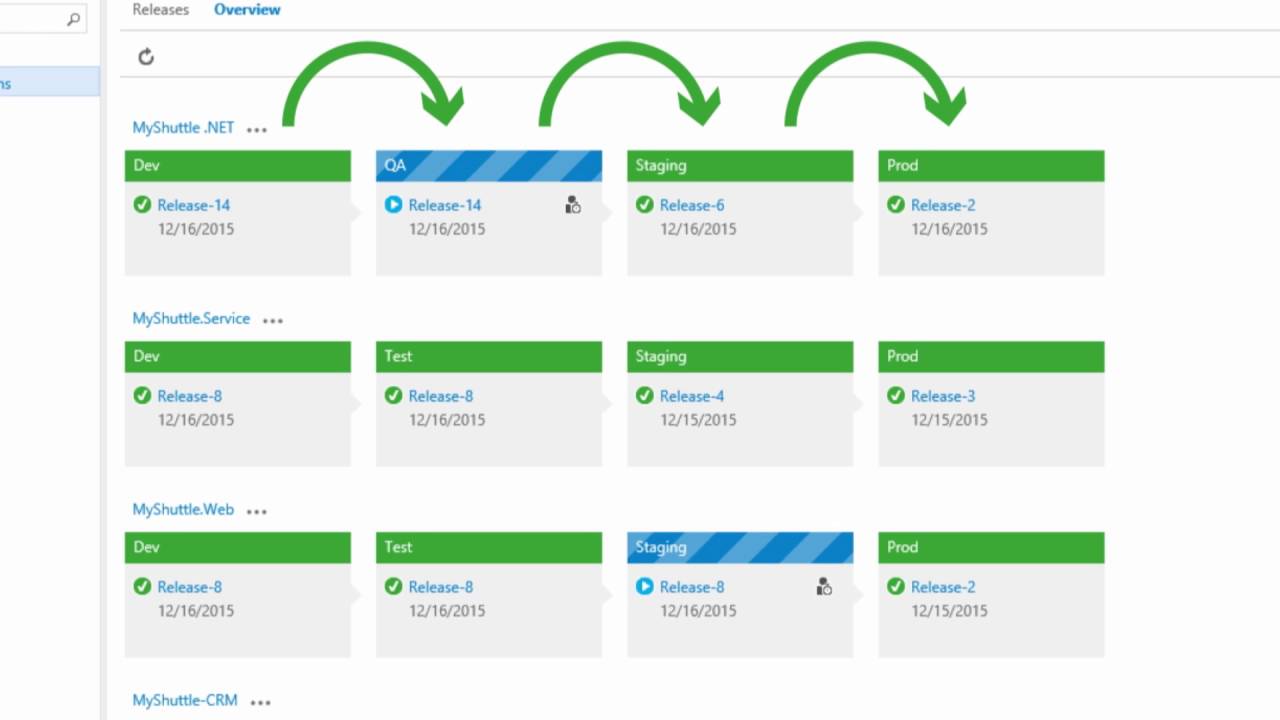 Releases Overview
ns
MyShuttle .NET ...
Dev QA Staging Prod
Release-14 Release-14 Release-6 Release-2
12/16/2015 12/16/2015 12/16/2015 12/16/2015
MyShuttle.Service ...
Dev Test Staging Prod
Release-8 Release-8 Release-4 Release-3
12/16/2015 12/16/2015 12/15/2015 12/15/2015
MyShuttle.Web ...
Dev Test Staging Prod
Release-8 Release-8 Release-8 Release-2
12/16/2015 12/16/2015 12/16/2015 12/15/2015
MyShuttle-CRM ...